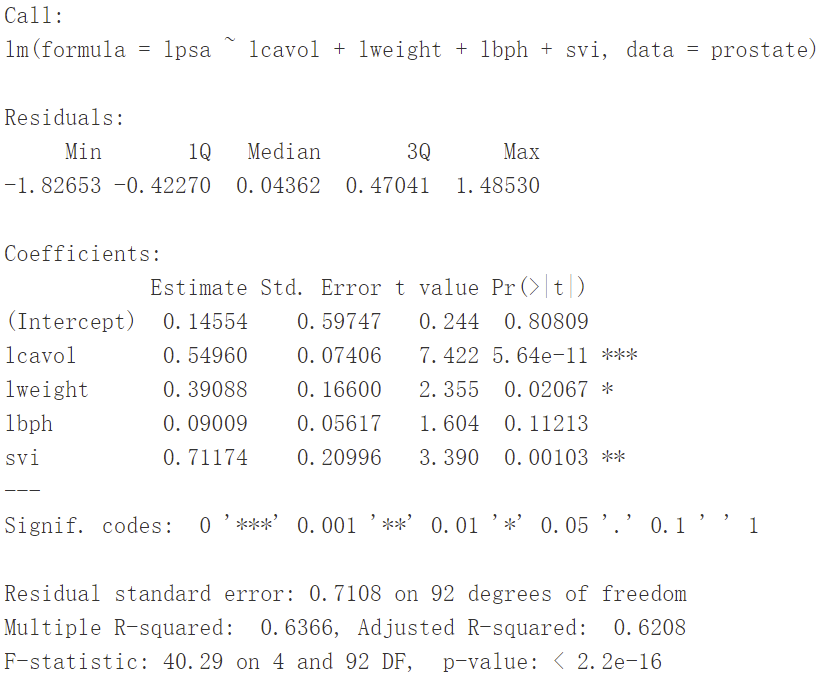 Call:
lm(formula = lpsa ~ lcavol + lweight + lbph + svi, data = prostate)
Residuals:
Min 1Q Median 3Q Max
-1.82653 -0.42270 0.04362 0.47041 1.48530
Coefficients:
Estimate Std. Error t value Pr(>|t|)
(Intercept) 0.14554 0.59747 0.244 0.80809
lcavol 0.54960 0.07406 7.422 5.64e-11 ***
lweight 0.39088 0.16600 2.355 0.02067 *
lbph 0.09009 0.05617 1.604 0.11213
svi 0.71174 0.20996 3.390 0.00103 **
---
Signif. codes: 0 '***' 0.001 '**' 0.01 '*' 0.05 '.' 0.1 ' ' 1
Residual standard error: 0.7108 on 92 degrees of freedom
Multiple R-squared: 0.6366, Adjusted R-squared: 0.6208
F-statistic: 40.29 on 4 and 92 DF, p-value: < 2.2e-16